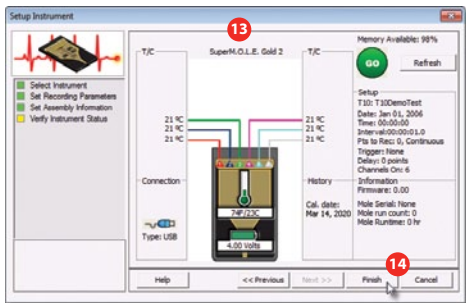 Setup Instrument
13
Memory Available: 98%
T/C
SuperM.O.L.E. Gold 2
T/C
GO
Refresh
Select Instrument
Set Recording Parameters
Set Assembly Information
Verify Instrument Status
Setup
T10: T10DemoTest
Date: Jan 01, 2006
Time: 00:00:00
Interval:00:00:01.0
Pts to Rec: 0, Continuous
Trigger: None
Delay: 0 points
Channels On: 6
21 ºC
21 ºC
21 ºC
21 ºC
21 ºC
21 ºC
Connection
Type: USB
74F/23C
4.00 Volts
History
Cal. date:
Mar 14, 2020
Information
Firmware: 0.00
Mole Serial: None
Mole run count: 0
Mole Runtime: 0 hr
14
Help
<< Previous
Next >>
Finish
Cancel